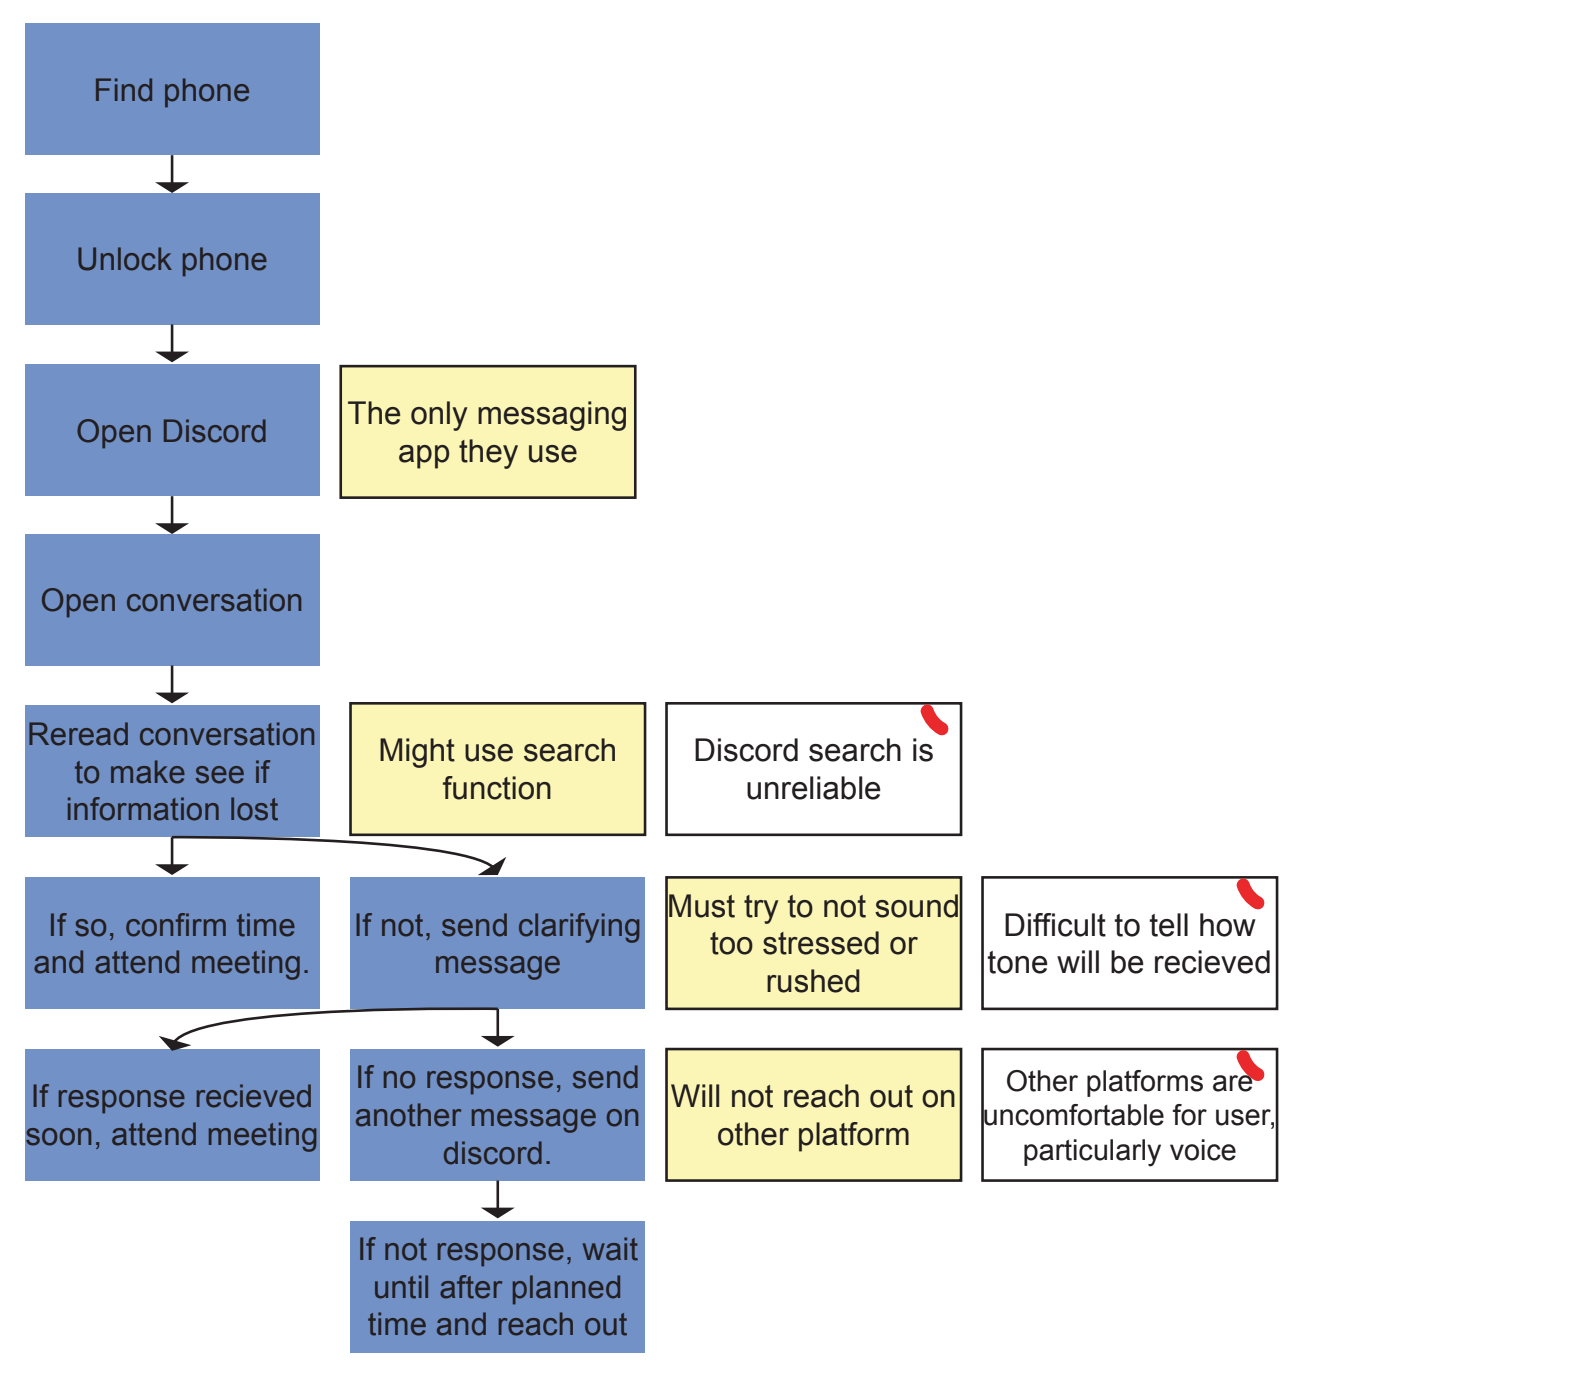 Find phone
Unlock phone
Open Discord
The only messaging
app they use
Open conversation
Reread conversation
to make see if
information lost
Might use search
function
Discord search is
unreliable
If so, confirm time
and attend meeting.
If not, send clarifying
message
Must try to not sound
too stressed or
rushed
Difficult to tell how
tone will be recieved
If response recieved
soon, attend meeting
If no response, send
another message on
discord.
Will not reach out on
other platform
Other platforms are
uncomfortable for user,
particularly voice
If not response, wait
until after planned
time and reach out